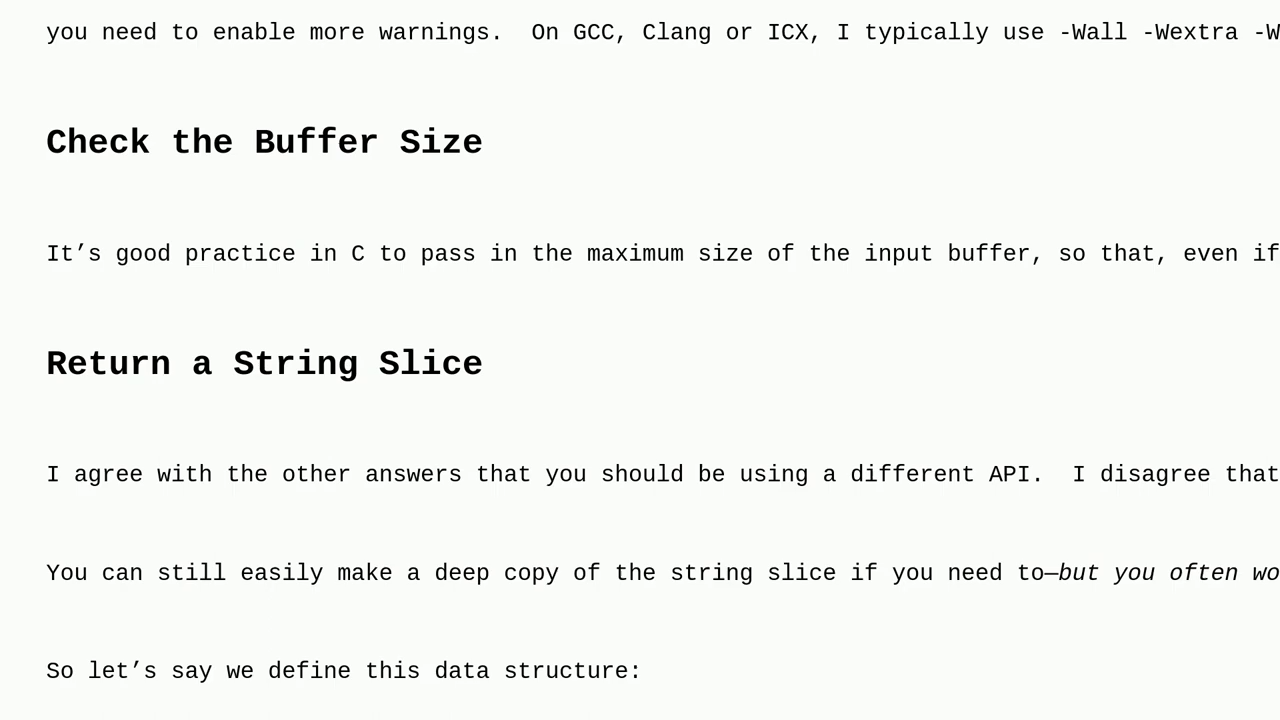 you need to enable more warnings.  On GCC, Clang or ICX, I typically use -Wall -Wextra -W
Check the Buffer Size
It’s good practice in C to pass in the maximum size of the input buffer, so that, even if
Return a String Slice
I agree with the other answers that you should be using a different API.  I disagree that
You can still easily make a deep copy of the string slice if you need to—but you often wo
So let’s say we define this data structure: